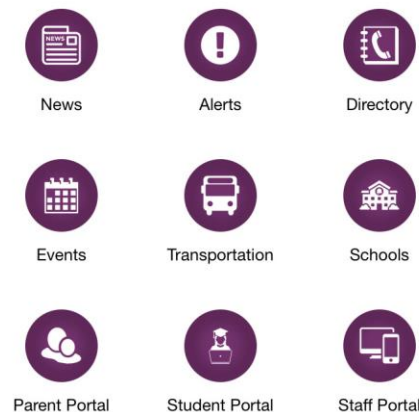 NEWS
News Alerts Directory
Events Transportation Schools
Parent Portal Student Portal Staff Portal